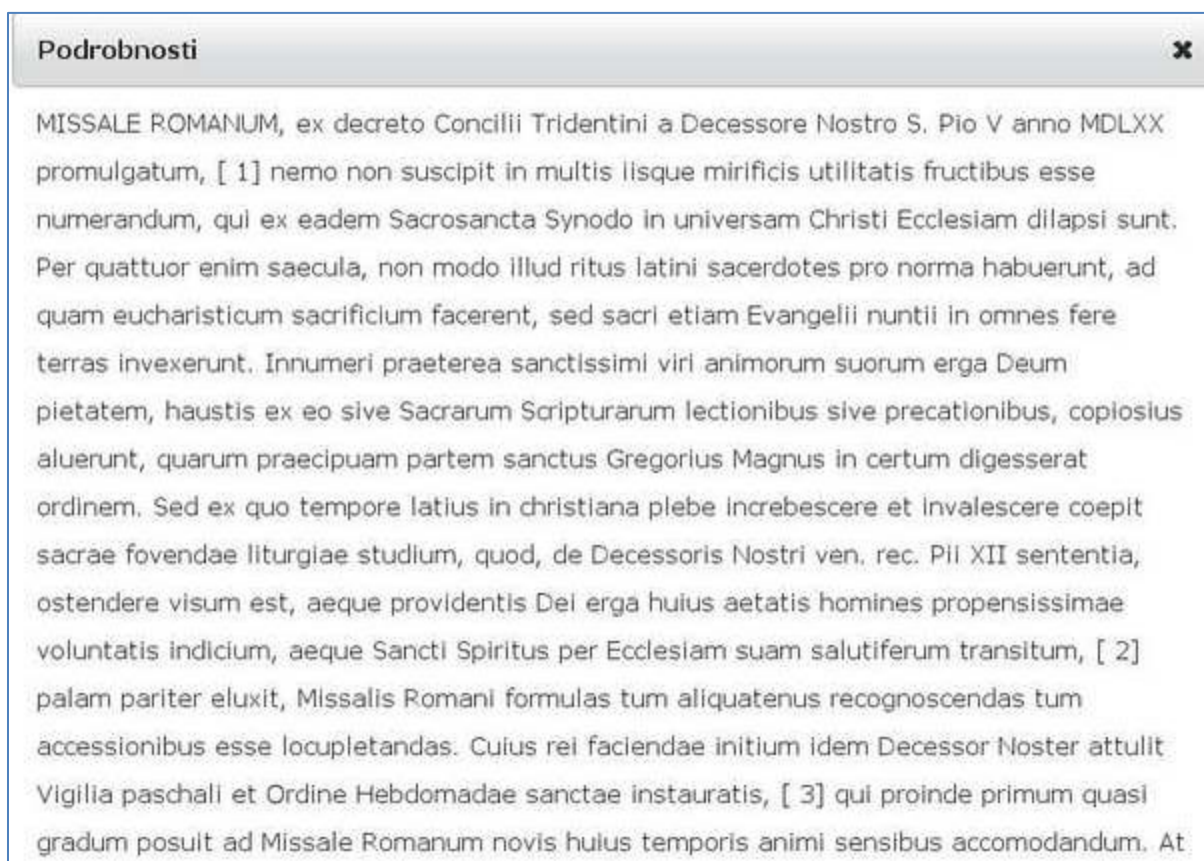 Podrobnosti
MISSALE ROMANUM, ex decreto Concilii Tridentini a Decessore Nostro S. Pio V anno MDLXX
promulgatum, [ 1] nemo non suscipit in multis iisque mirificis utilitatis fructibus esse
numerandum, qui ex eadem Sacrosancta Synodo in universam Christi Ecclesiam dilapsi sunt.
Per quattuor enim saecula, non modo illud ritus latini sacerdotes pro norma habuerunt, ad
quam eucharisticum sacrificium facerent, sed sacri etiam Evangelii nuntii in omnes fere
terras invexerunt. Innumeri praeterea sanctissimi viri animorum suorum erga Deum
pietatem, haustis ex eo sive Sacrarum Scripturarum lectionibus sive precationibus, copiosius
aluerunt, quarum praecipuam partem sanctus Gregorius Magnus in certum digesserat
ordinem. Sed ex quo tempore latius in christiana plebe increbescere et invalescere coepit
sacrae fovendae liturgiae studium, quod, de Decessoris Nostri ven. rec. Pii XII sententia,
ostendere visum est, aeque providentis Dei erga huius aetatis homines propensissimae
voluntatis indicium, aeque Sancti Spiritus per Ecclesiam suam salutiferum transitum, [ 2]
palam pariter eluxit, Missalis Romani formulas tum aliquatenus recognoscendas tum
accessionibus esse locupletandas. Cuius rei faciendae initium idem Decessor Noster attulit
Vigilia paschali et Ordine Hebdomadae sanctae instauratis, [ 3] qui proinde primum quasi
gradum posuit ad Missale Romanum novis huius temporis animi sensibus accomodandum. At